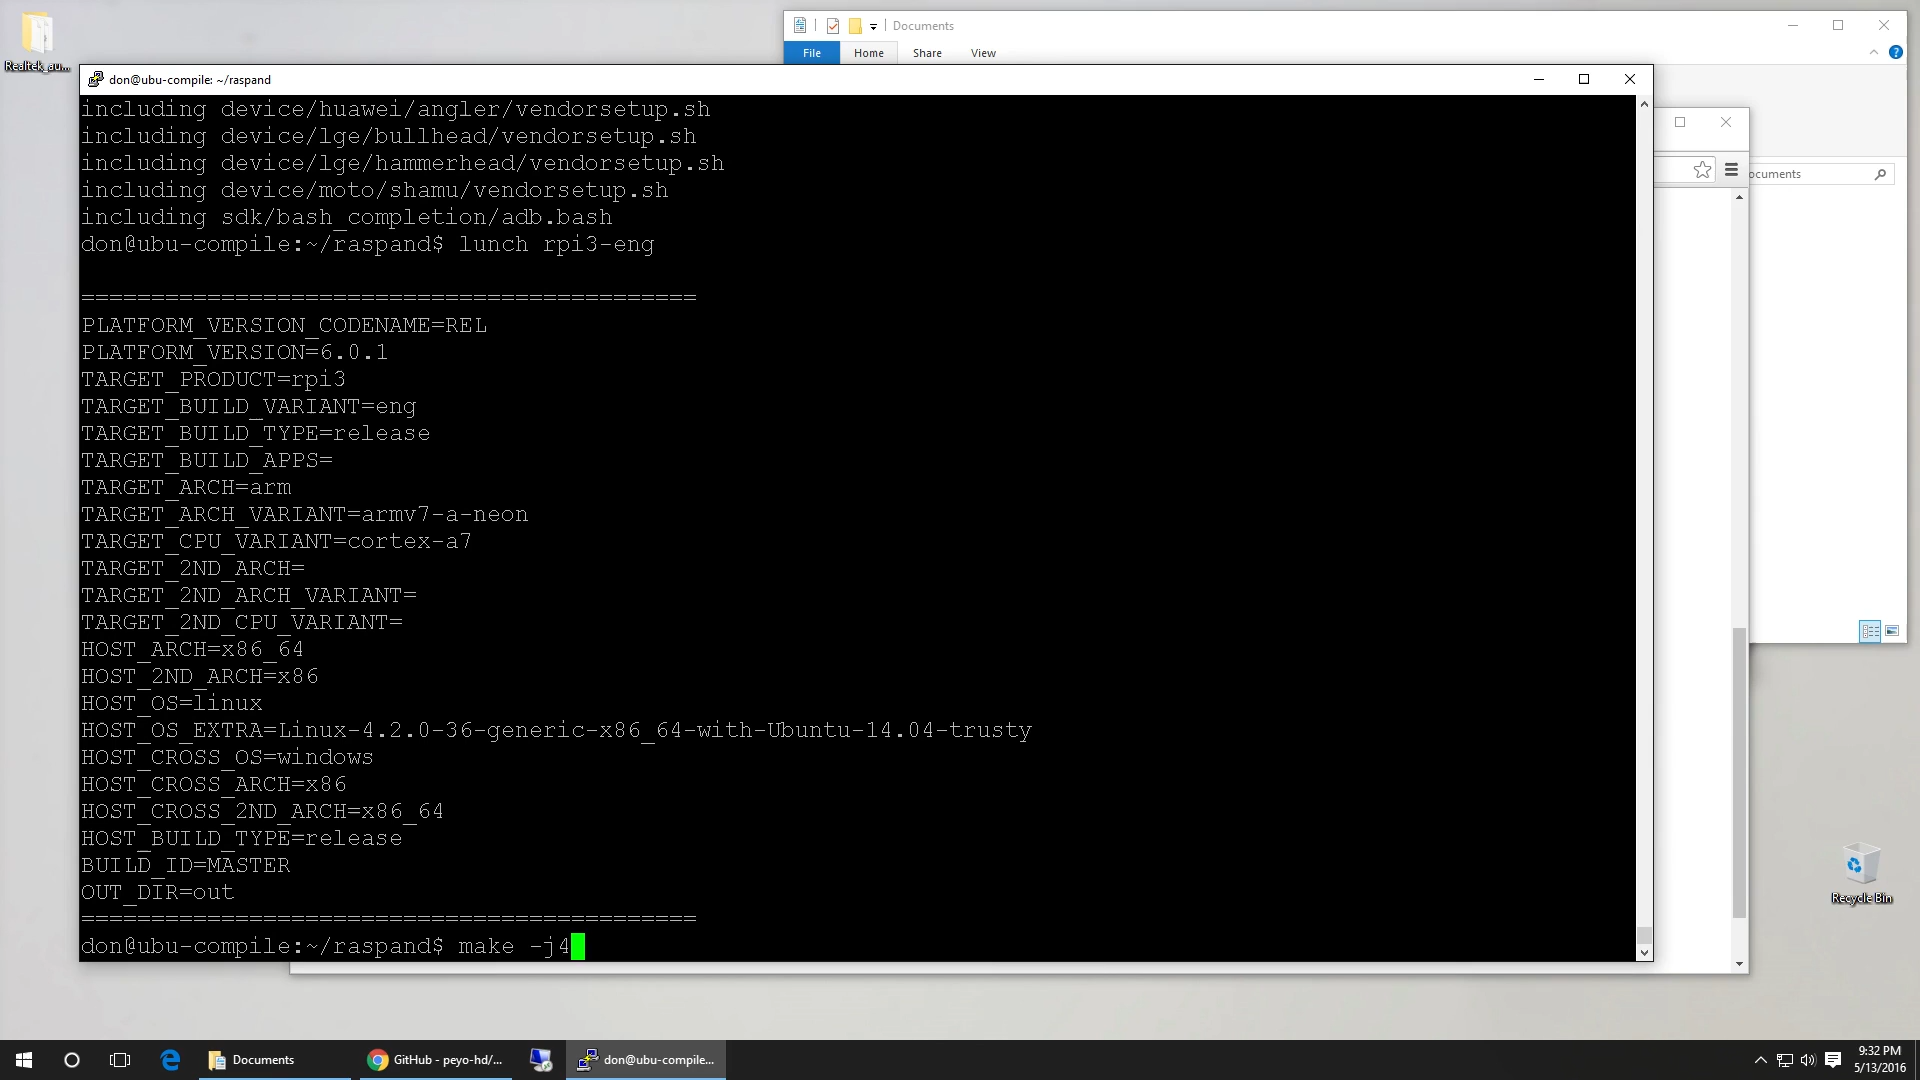 Realtek_au...
Documents
File Home Share View
don@ubu-compile: ~/raspand
including device/huawei/angler/vendorsetup.sh
including device/lge/bullhead/vendorsetup.sh
including device/lge/hammerhead/vendorsetup.sh
including device/moto/shamu/vendorsetup.sh
including sdk/bash_completion/adb.bash
don@ubu-compile:~/raspand$ lunch rpi3-eng
============================================
PLATFORM_VERSION_CODENAME=REL
PLATFORM_VERSION=6.0.1
TARGET_PRODUCT=rpi3
TARGET_BUILD_VARIANT=eng
TARGET_BUILD_TYPE=release
TARGET_BUILD_APPS=
TARGET_ARCH=arm
TARGET_ARCH_VARIANT=armv7-a-neon
TARGET_CPU_VARIANT=cortex-a7
TARGET_2ND_ARCH=
TARGET_2ND_ARCH_VARIANT=
TARGET_2ND_CPU_VARIANT=
HOST_ARCH=x86_64
HOST_2ND_ARCH=x86
HOST_OS=linux
HOST_OS_EXTRA=Linux-4.2.0-36-generic-x86_64-with-Ubuntu-14.04-trusty
HOST_CROSS_OS=windows
HOST_CROSS_ARCH=x86
HOST_CROSS_2ND_ARCH=x86_64
HOST_BUILD_TYPE=release
BUILD_ID=MASTER
OUT_DIR=out
============================================
don@ubu-compile:~/raspand$ make -j4
ocuments
Recycle Bin
Documents
GitHub - peyo-hd/...
don@ubu-compile...
9:32 PM
5/13/2016